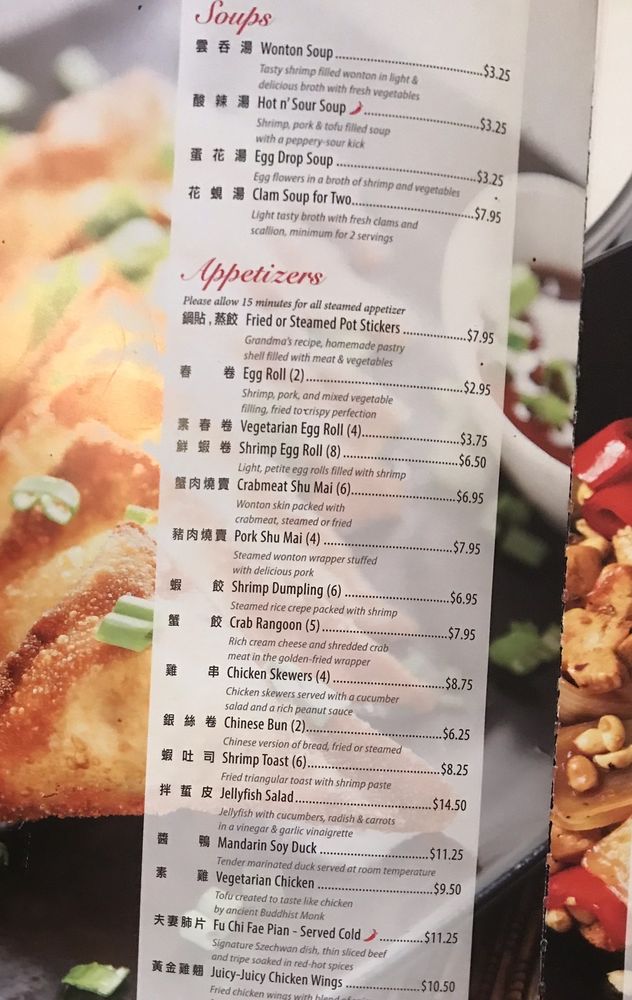 Soups
雲吞湯 Wonton Soup ........ $3.25
Tasty shrimp filled wonton in light &
delicious broth with fresh vegetables
酸辣湯 Hot n' Sour Soup ........ $3.25
Shrimp, pork & tofu filled soup
with a peppery-sour kick
蛋花湯 Egg Drop Soup ........ $3.25
Egg flowers in a broth of shrimp and vegetables
花蜆湯 Clam Soup for Two ........ $7.95
Light tasty broth with fresh clams and
scallion, minimum for 2 servings
Appetizers
Please allow 15 minutes for all steamed appetizer
鍋貼,蒸餃 Fried or Steamed Pot Stickers ........ $7.95
Grandma's recipe, homemade pastry
shell filled with meat & vegetables
春卷 Egg Roll (2) ........ $2.95
Shrimp, pork, and mixed vegetable
filling, fried to crispy perfection
素春卷 Vegetarian Egg Roll (4) ........ $3.75
鮮蝦卷 Shrimp Egg Roll (8) ........ $6.50
Light, petite egg rolls filled with shrimp
蟹肉燒賣 Crabmeat Shu Mai (6) ........ $6.95
Wonton skin packed with
crabmeat, steamed or fried
豬肉燒賣 Pork Shu Mai (4) ........ $7.95
Steamed wonton wrapper stuffed
with delicious pork
蝦餃 Shrimp Dumpling (6) ........ $6.95
Steamed rice crepe packed with shrimp
蟹餃 Crab Rangoon (5) ........ $7.95
Rich cream cheese and shredded crab
meat in the golden-fried wrapper
雞串 Chicken Skewers (4) ........ $8.75
Chicken skewers served with a cucumber
salad and a rich peanut sauce
銀絲卷 Chinese Bun (2) ........ $6.25
Chinese version of bread, fried or steamed
蝦吐司 Shrimp Toast (6) ........ $8.25
Fried triangular toast with shrimp paste
拌蜇皮 Jellyfish Salad ........ $14.50
Jellyfish with cucumbers, radish & carrots
in a vinegar & garlic vinaigrette
醬鴨 Mandarin Soy Duck ........ $11.25
Tender marinated duck served at room temperature
素雞 Vegetarian Chicken ........ $9.50
Tofu created to taste like chicken
by ancient Buddhist Monk
夫妻肺片 Fu Chi Fae Pian - Served Cold ........ $11.25
Signature Szechwan dish, thin sliced beef
and tripe soaked in red-hot spices
黃金雞翅 Juicy-Juicy Chicken Wings ........ $10.50
Fried chicken wings with blend of